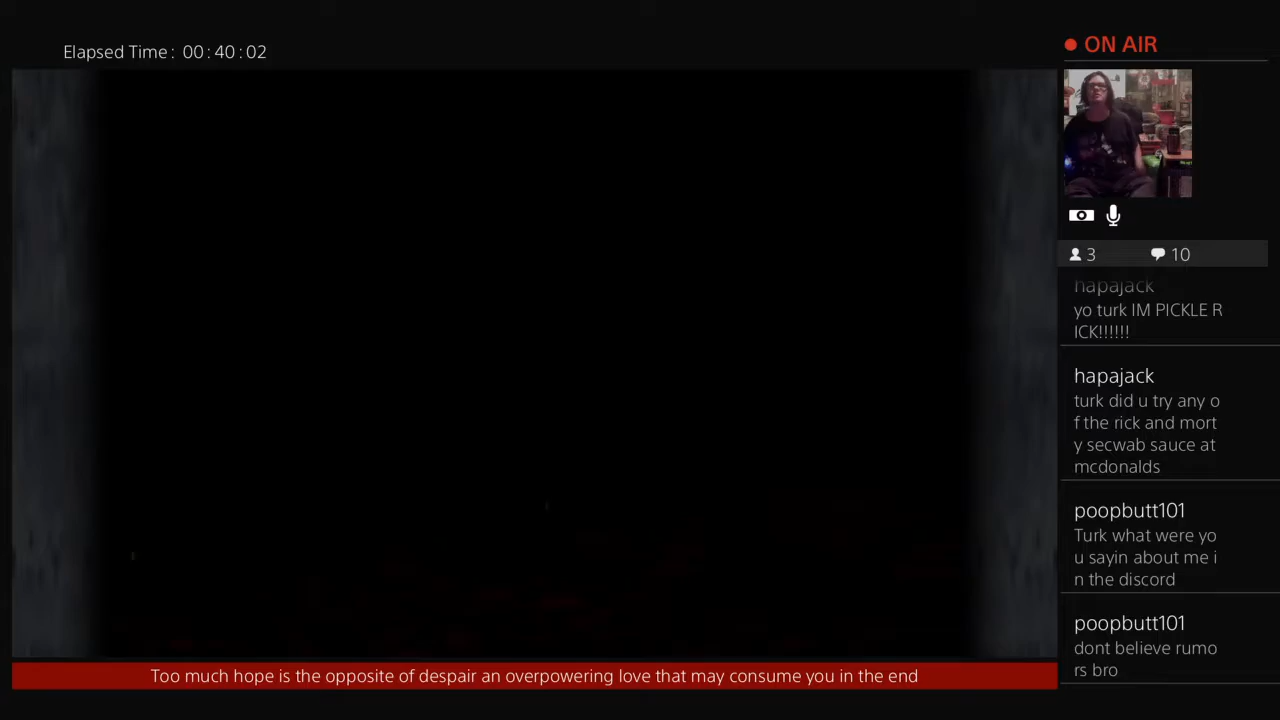 Elapsed Time: 00:40:02
ON AIR
3 10
hapajack
yo turk IM PICKLE R
ICK!!!!!!
hapajack
turk did u try any o
f the rick and mort
y secwab sauce at
mcdonalds
poopbutt101
Turk what were yo
u sayin about me i
n the discord
poopbutt101
dont believe rumo
rs bro
Too much hope is the opposite of despair an overpowering love that may consume you in the end